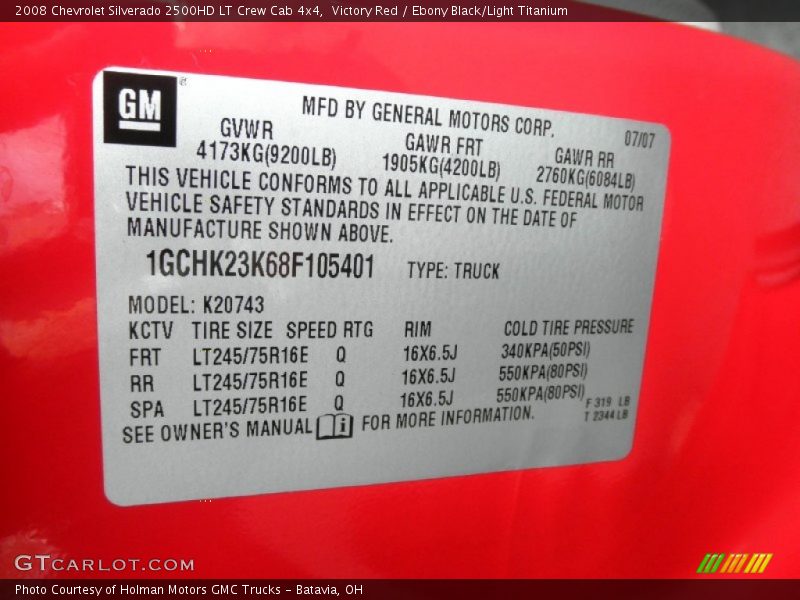 2008 Chevrolet Silverado 2500HD LT Crew Cab 4x4,  Victory Red / Ebony Black/Light Titanium
GM ®
MFD BY GENERAL MOTORS CORP.
07/07
GVWR GAWR FRT GAWR RR
4173KG(9200LB) 1905KG(4200LB) 2760KG(6084LB)
THIS VEHICLE CONFORMS TO ALL APPLICABLE U.S. FEDERAL MOTOR
VEHICLE SAFETY STANDARDS IN EFFECT ON THE DATE OF
MANUFACTURE SHOWN ABOVE.
1GCHK23K68F105401 TYPE: TRUCK
MODEL: K20743
KCTV TIRE SIZE SPEED RTG RIM COLD TIRE PRESSURE
FRT LT245/75R16E Q 16X6.5J 340KPA(50PSI)
RR LT245/75R16E Q 16X6.5J 550KPA(80PSI)
SPA LT245/75R16E Q 16X6.5J 550KPA(80PSI)
F 319 LB
T 2344 LB
SEE OWNER'S MANUAL i FOR MORE INFORMATION.
GTCARLOT.COM
Photo Courtesy of Holman Motors GMC Trucks - Batavia, OH